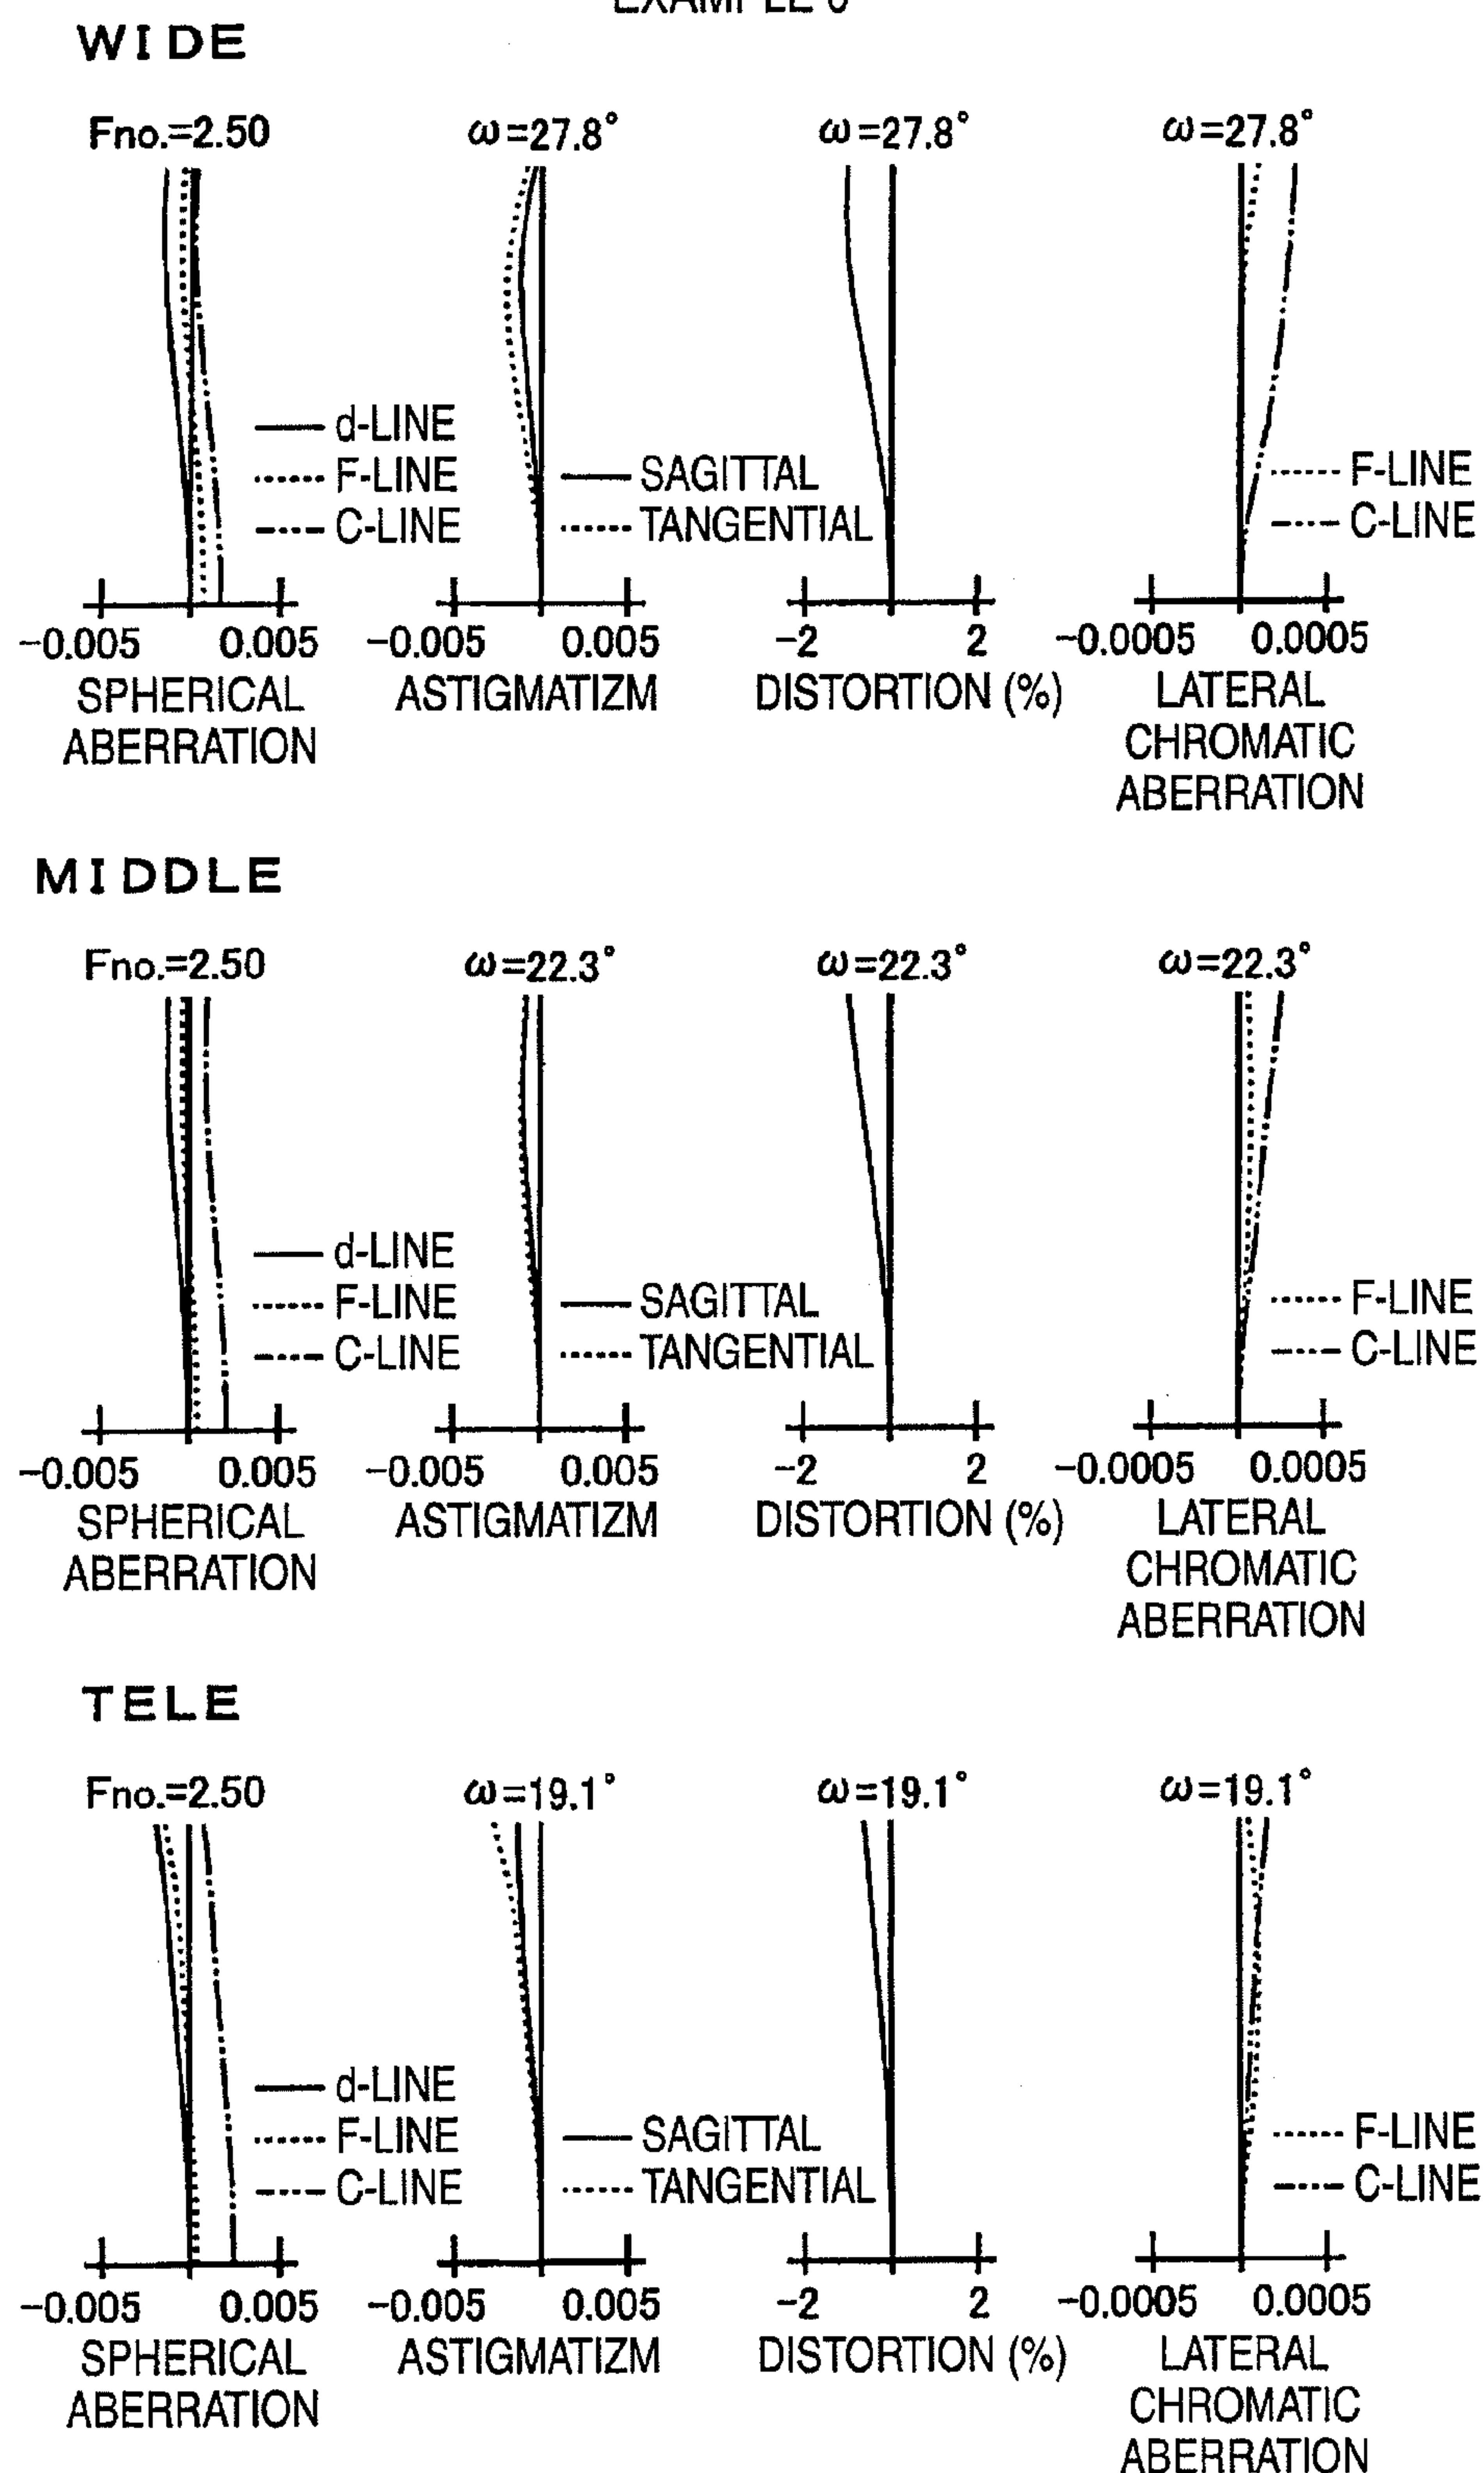 WIDE
Fno.=2.50
ω=27.8°
ω=27.8°
ω=27.8°
d-LINE
F-LINE
C-LINE
SAGITTAL
TANGENTIAL
F-LINE
C-LINE
-0.005 0.005
SPHERICAL
ABERRATION
-0.005 0.005
ASTIGMATIZM
-2 2
DISTORTION (%)
-0.0005 0.0005
LATERAL
CHROMATIC
ABERRATION
MIDDLE
Fno.=2.50
ω=22.3°
ω=22.3°
ω=22.3°
d-LINE
F-LINE
C-LINE
SAGITTAL
TANGENTIAL
F-LINE
C-LINE
-0.005 0.005
SPHERICAL
ABERRATION
-0.005 0.005
ASTIGMATIZM
-2 2
DISTORTION (%)
-0.0005 0.0005
LATERAL
CHROMATIC
ABERRATION
TELE
Fno.=2.50
ω=19.1°
ω=19.1°
ω=19.1°
d-LINE
F-LINE
C-LINE
SAGITTAL
TANGENTIAL
F-LINE
C-LINE
-0.005 0.005
SPHERICAL
ABERRATION
-0.005 0.005
ASTIGMATIZM
-2 2
DISTORTION (%)
-0.0005 0.0005
LATERAL
CHROMATIC
ABERRATION